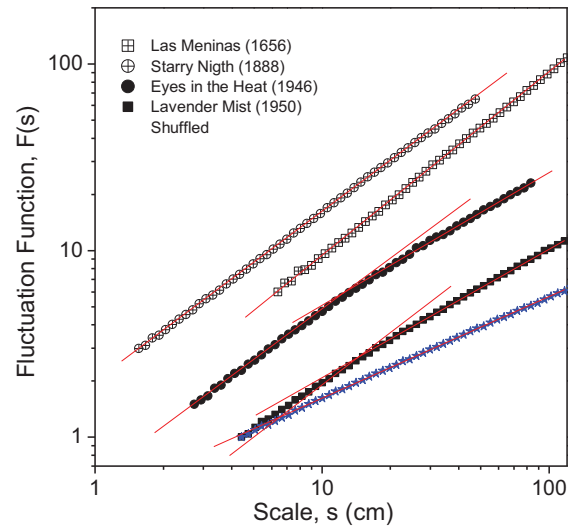 Las Meninas (1656)
Starry Nigth (1888)
Eyes in the Heat (1946)
Lavender Mist (1950)
Shuffled
Fluctuation Function, F(s)
100
10
1
1
10
100
Scale, s (cm)